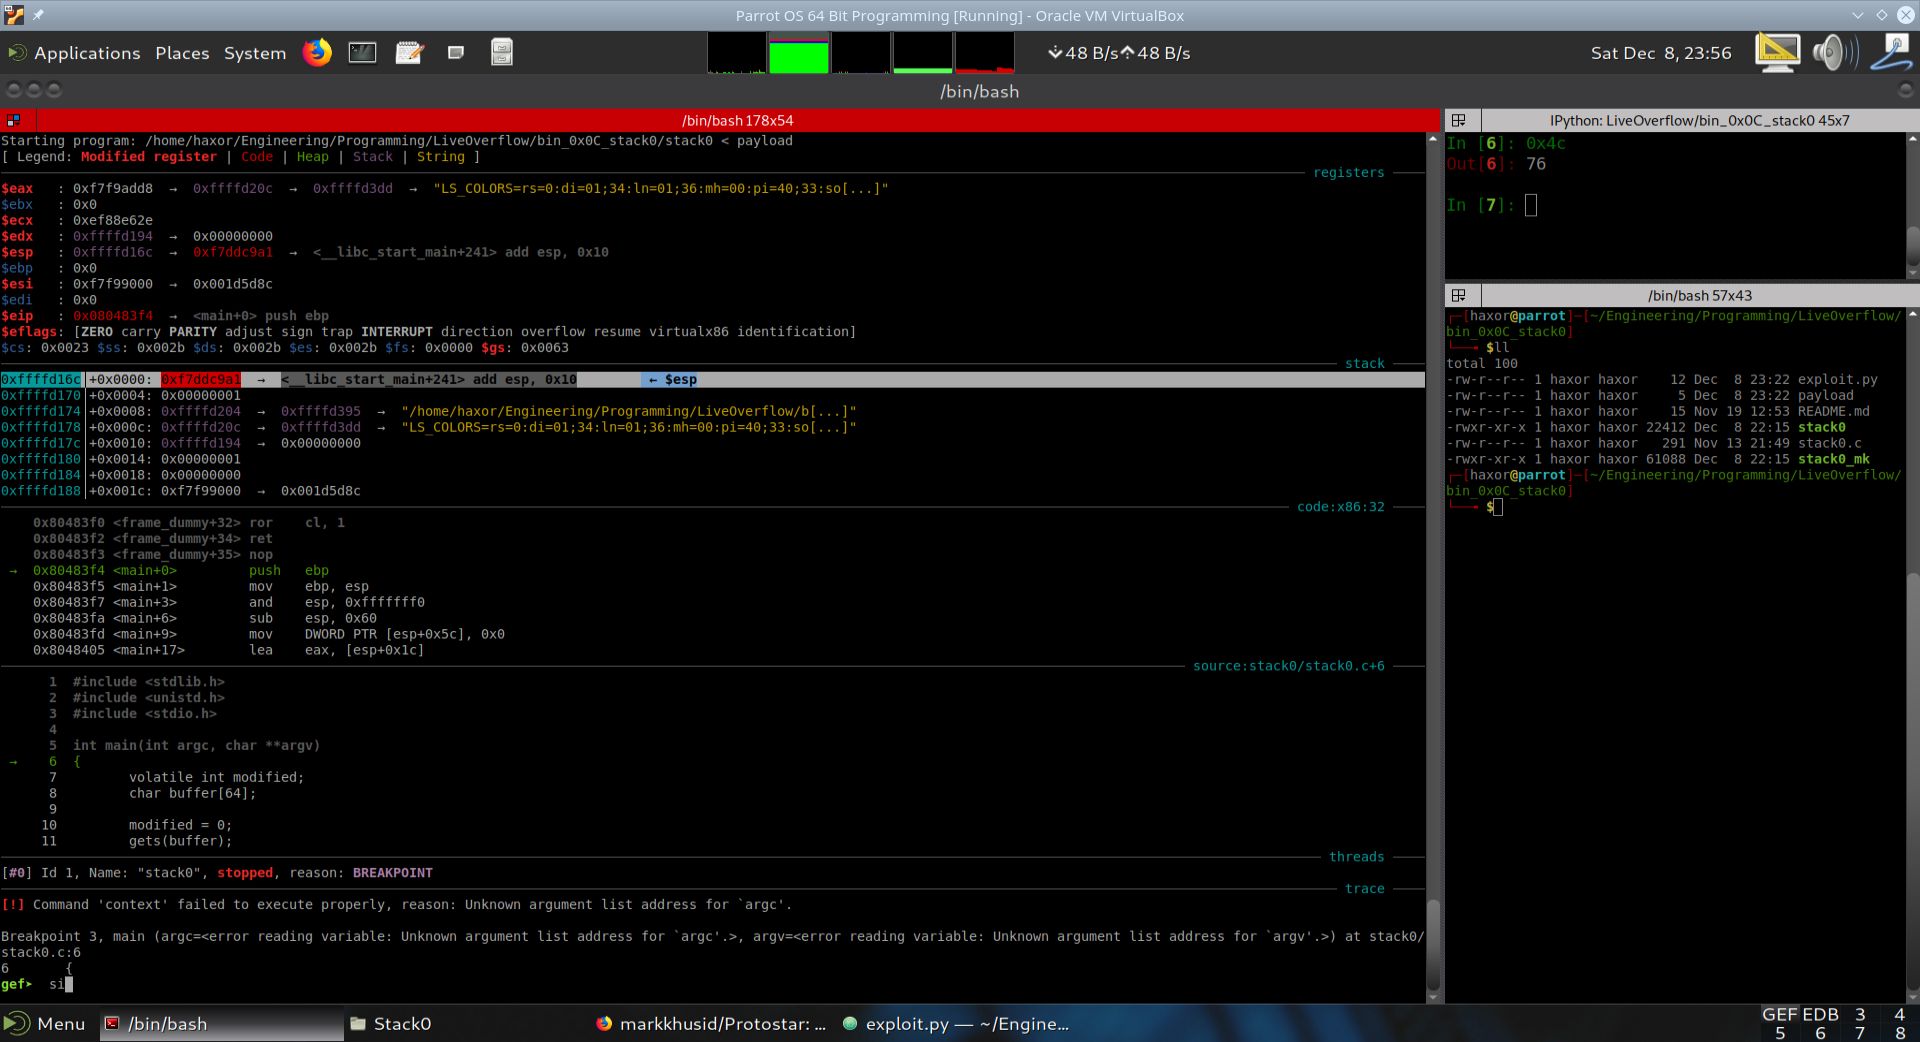 Parrot OS 64 Bit Programming [Running] - Oracle VM VirtualBox
Applications Places System 48 B/s 48 B/s Sat Dec 8, 23:56
/bin/bash
/bin/bash 178x54
Starting program: /home/haxor/Engineering/Programming/LiveOverflow/bin_0x0C_stack0/stack0 < payload
[ Legend: Modified register | Code | Heap | Stack | String ]
registers
$eax   : 0xf7f9add8  →  0xffffd20c  →  0xffffd3dd  →  "LS_COLORS=rs=0:di=01;34:ln=01;36:mh=00:pi=40;33:so[...]"
$ebx   : 0x0
$ecx   : 0xef88e62e
$edx   : 0xffffd194  →  0x00000000
$esp   : 0xffffd16c  →  0xf7ddc9a1  →  <__libc_start_main+241> add esp, 0x10
$ebp   : 0x0
$esi   : 0xf7f99000  →  0x001d5d8c
$edi   : 0x0
$eip   : 0x080483f4  →  <main+0> push ebp
$eflags: [ZERO carry PARITY adjust sign trap INTERRUPT direction overflow resume virtualx86 identification]
$cs: 0x0023 $ss: 0x002b $ds: 0x002b $es: 0x002b $fs: 0x0000 $gs: 0x0063
stack
0xffffd16c│+0x0000: 0xf7ddc9a1  →  <__libc_start_main+241> add esp, 0x10        ← $esp
0xffffd170│+0x0004: 0x00000001
0xffffd174│+0x0008: 0xffffd204  →  0xffffd395  →  "/home/haxor/Engineering/Programming/LiveOverflow/b[...]"
0xffffd178│+0x000c: 0xffffd20c  →  0xffffd3dd  →  "LS_COLORS=rs=0:di=01;34:ln=01;36:mh=00:pi=40;33:so[...]"
0xffffd17c│+0x0010: 0xffffd194  →  0x00000000
0xffffd180│+0x0014: 0x00000001
0xffffd184│+0x0018: 0x00000000
0xffffd188│+0x001c: 0xf7f99000  →  0x001d5d8c
code:x86:32
0x80483f0 <frame_dummy+32> ror    cl, 1
0x80483f2 <frame_dummy+34> ret
0x80483f3 <frame_dummy+35> nop
→ 0x80483f4 <main+0>         push   ebp
0x80483f5 <main+1>         mov    ebp, esp
0x80483f7 <main+3>         and    esp, 0xfffffff0
0x80483fa <main+6>         sub    esp, 0x60
0x80483fd <main+9>         mov    DWORD PTR [esp+0x5c], 0x0
0x8048405 <main+17>        lea    eax, [esp+0x1c]
source:stack0/stack0.c+6
1  #include <stdlib.h>
2  #include <unistd.h>
3  #include <stdio.h>
4
5  int main(int argc, char **argv)
→ 6  {
7         volatile int modified;
8         char buffer[64];
9
10         modified = 0;
11         gets(buffer);
threads
[#0] Id 1, Name: "stack0", stopped, reason: BREAKPOINT
trace
[!] Command 'context' failed to execute properly, reason: Unknown argument list address for `argc'.
Breakpoint 3, main (argc=<error reading variable: Unknown argument list address for `argc'.>, argv=<error reading variable: Unknown argument list address for `argv'.>) at stack0/
stack0.c:6
6       {
gef➤  si
IPython: LiveOverflow/bin_0x0C_stack0 45x7
In [6]: 0x4c
Out[6]: 76
In [7]:
/bin/bash 57x43
┌─[haxor@parrot]─[~/Engineering/Programming/LiveOverflow/
bin_0x0C_stack0]
└──╼ $ll
total 100
-rw-r--r-- 1 haxor haxor    12 Dec  8 23:22 exploit.py
-rw-r--r-- 1 haxor haxor     5 Dec  8 23:22 payload
-rw-r--r-- 1 haxor haxor    15 Nov 19 12:53 README.md
-rwxr-xr-x 1 haxor haxor 22412 Dec  8 22:15 stack0
-rw-r--r-- 1 haxor haxor   291 Nov 13 21:49 stack0.c
-rwxr-xr-x 1 haxor haxor 61088 Dec  8 22:15 stack0_mk
┌─[haxor@parrot]─[~/Engineering/Programming/LiveOverflow/
bin_0x0C_stack0]
└──╼ $
Menu /bin/bash Stack0 markkhusid/Protostar: ... exploit.py — ~/Engine...
GEF EDB 3 4
5 6 7 8